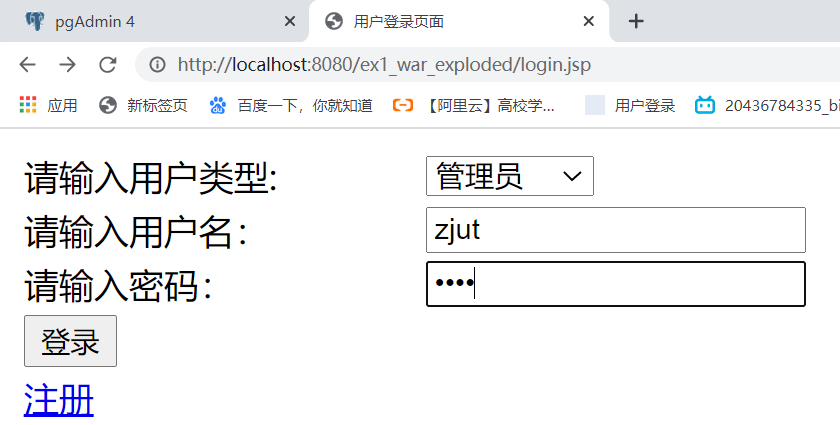 pgAdmin 4
用户登录页面
http://localhost:8080/ex1_war_exploded/login.jsp
应用 新标签页 百度一下，你就知道 【阿里云】高校学... 用户登录 20436784335_bi
请输入用户类型: 管理员
请输入用户名： zjut
请输入密码： ••••
登录
注册